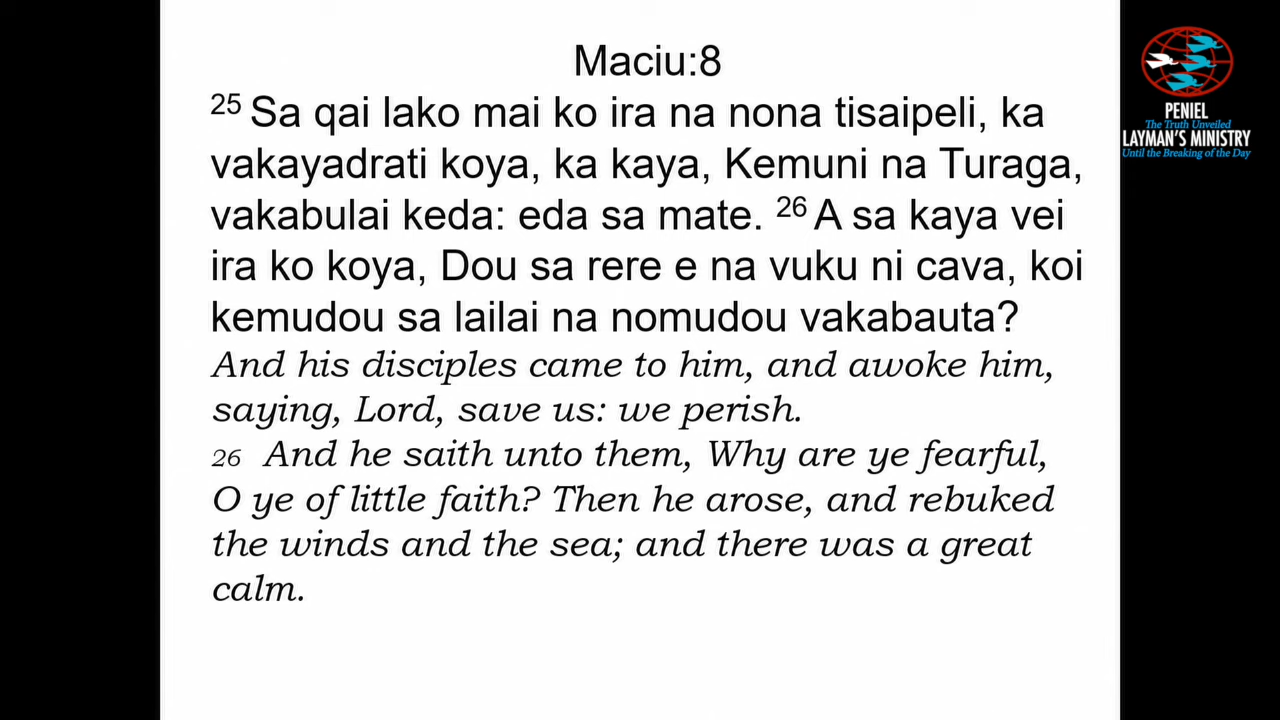 Maciu:8
25 Sa qai lako mai ko ira na nona tisaipeli, ka
vakayadrati koya, ka kaya, Kemuni na Turaga,
vakabulai keda: eda sa mate. 26 A sa kaya vei
ira ko koya, Dou sa rere e na vuku ni cava, koi
kemudou sa lailai na nomudou vakabauta?
And his disciples came to him, and awoke him,
saying, Lord, save us: we perish.
26 And he saith unto them, Why are ye fearful,
O ye of little faith? Then he arose, and rebuked
the winds and the sea; and there was a great
calm.
PENIEL
The Truth Unveiled
LAYMAN'S MINISTRY
Until the Breaking of the Day